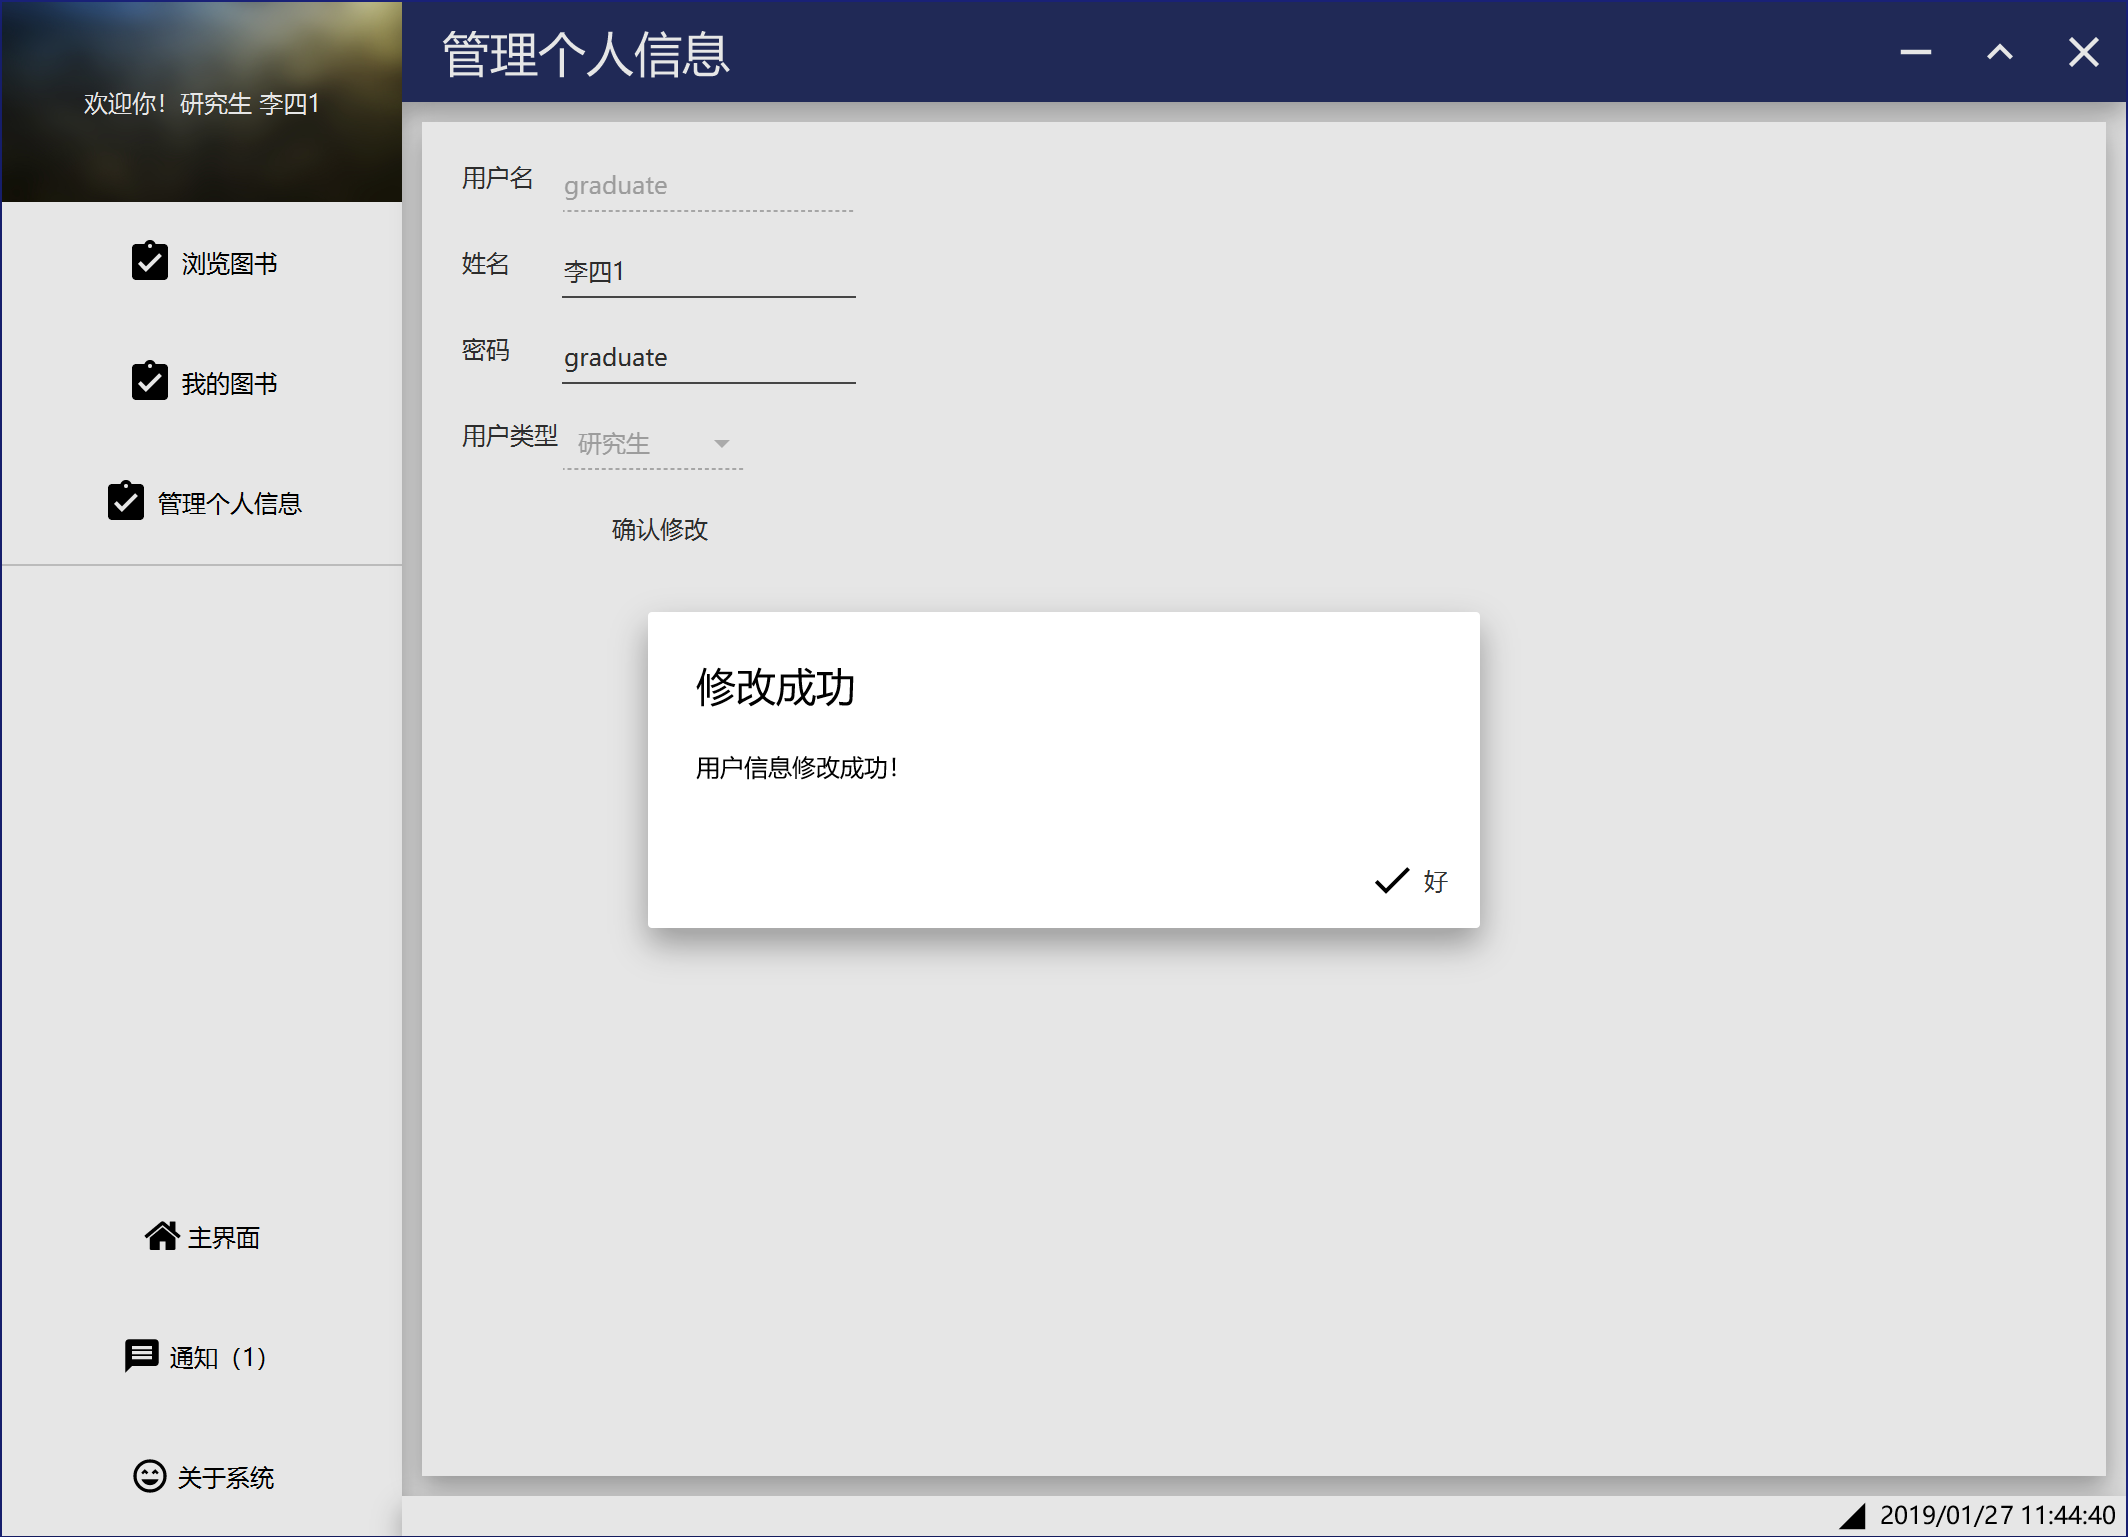 欢迎你！研究生 李四1
浏览图书
我的图书
管理个人信息
主界面
通知（1）
关于系统
管理个人信息
用户名 graduate
姓名 李四1
密码 graduate
用户类型 研究生
确认修改
修改成功
用户信息修改成功！
好
2019/01/27 11:44:40